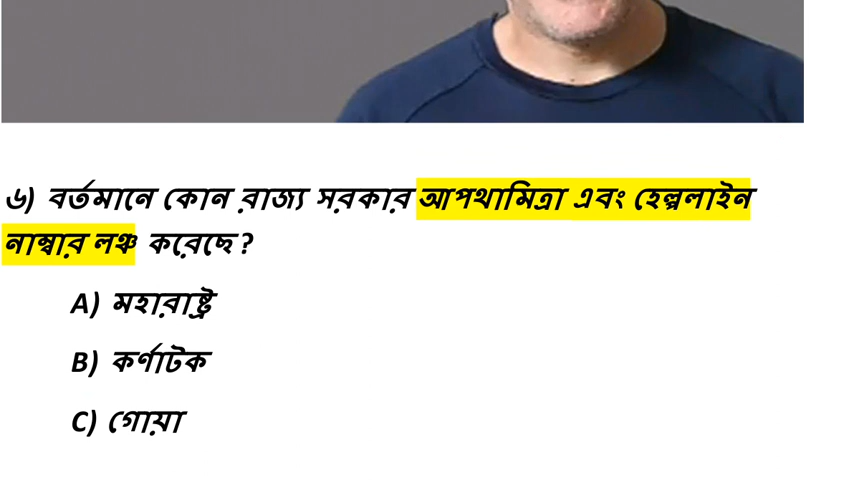 ৬) বর্তমানে কোন রাজ্য সরকার আপথামিত্রা এবং হেল্পলাইন
নাম্বার লঞ্চ করেছে?
A) মহারাষ্ট্র
B) কর্ণাটক
C) গোয়া